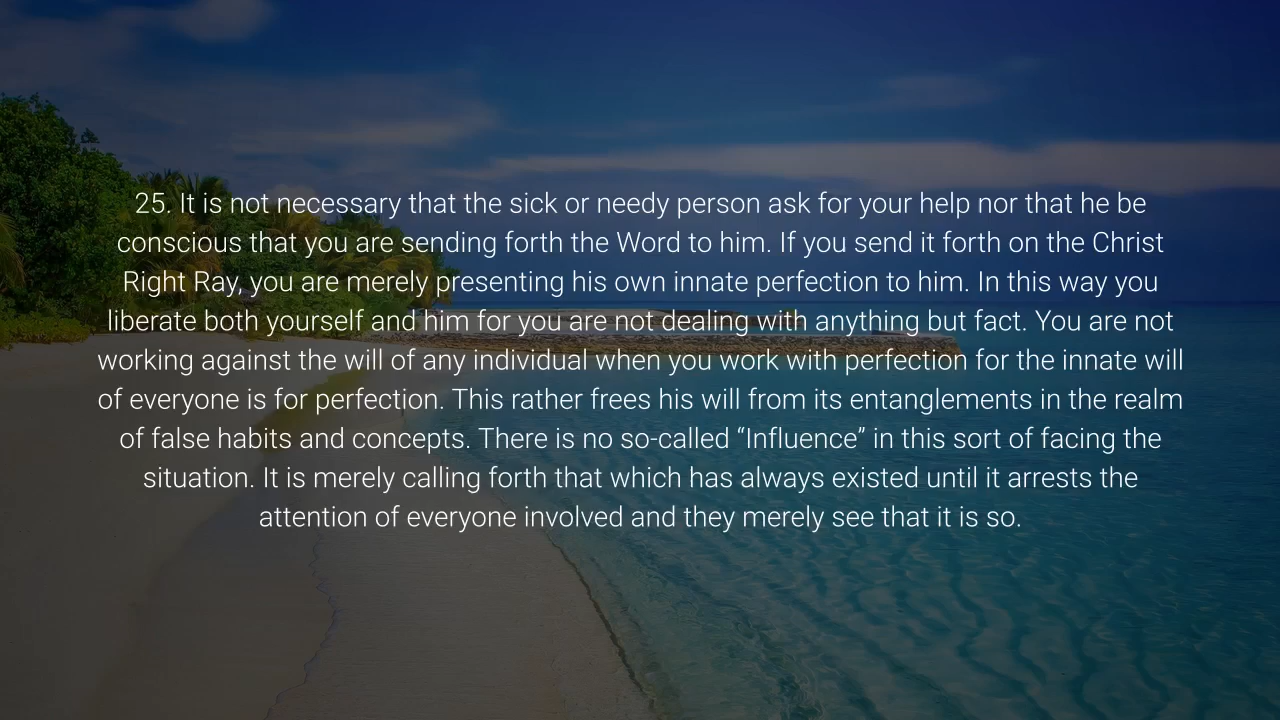 25. It is not necessary that the sick or needy person ask for your help nor that he be
conscious that you are sending forth the Word to him. If you send it forth on the Christ
Right Ray, you are merely presenting his own innate perfection to him. In this way you
liberate both yourself and him for you are not dealing with anything but fact. You are not
working against the will of any individual when you work with perfection for the innate will
of everyone is for perfection. This rather frees his will from its entanglements in the realm
of false habits and concepts. There is no so-called “Influence” in this sort of facing the
situation. It is merely calling forth that which has always existed until it arrests the
attention of everyone involved and they merely see that it is so.